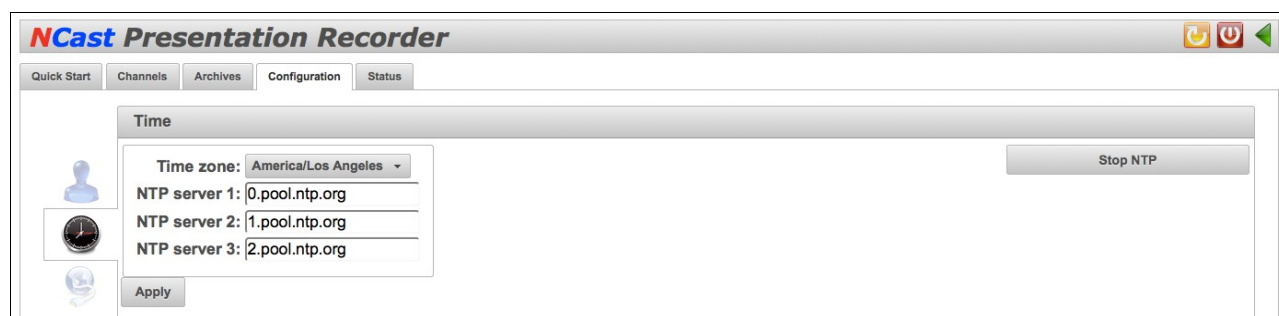 NCast Presentation Recorder
Quick Start Channels Archives Configuration Status
Time
Time zone: America/Los Angeles
Stop NTP
NTP server 1: 0.pool.ntp.org
NTP server 2: 1.pool.ntp.org
NTP server 3: 2.pool.ntp.org
Apply